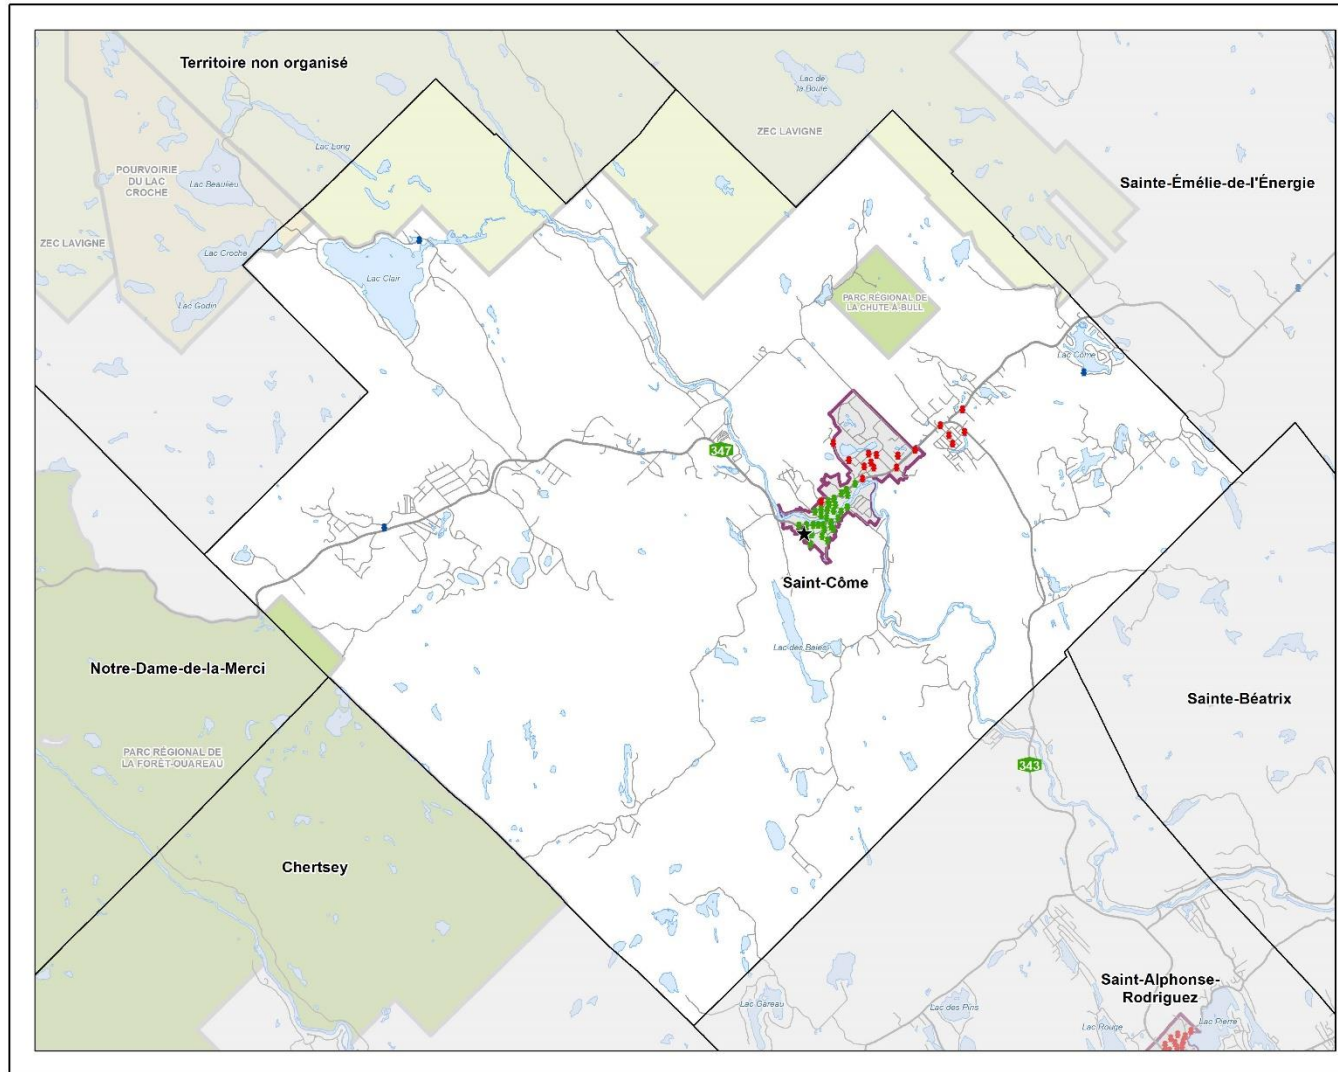 Territoire non organisé
Lac de
la Boule
Lac Long
ZEC LAVIGNE
POURVOIRIE
DU LAC
CROCHE
Lac Beaulieu
Sainte-Émélie-de-l'Énergie
ZEC LAVIGNE
Lac Croche
Lac Clair
Lac Godin
PARC RÉGIONAL DE
LA CHUTE-À-BULL
Lac Côme
347
Saint-Côme
Lac des Baies
Notre-Dame-de-la-Merci
Sainte-Béatrix
PARC RÉGIONAL DE
LA FORÊT-OUAREAU
343
Chertsey
Saint-Alphonse-
Rodriguez
Lac Gareau
Lac des Pins
Lac Rouge
Lac Pierre